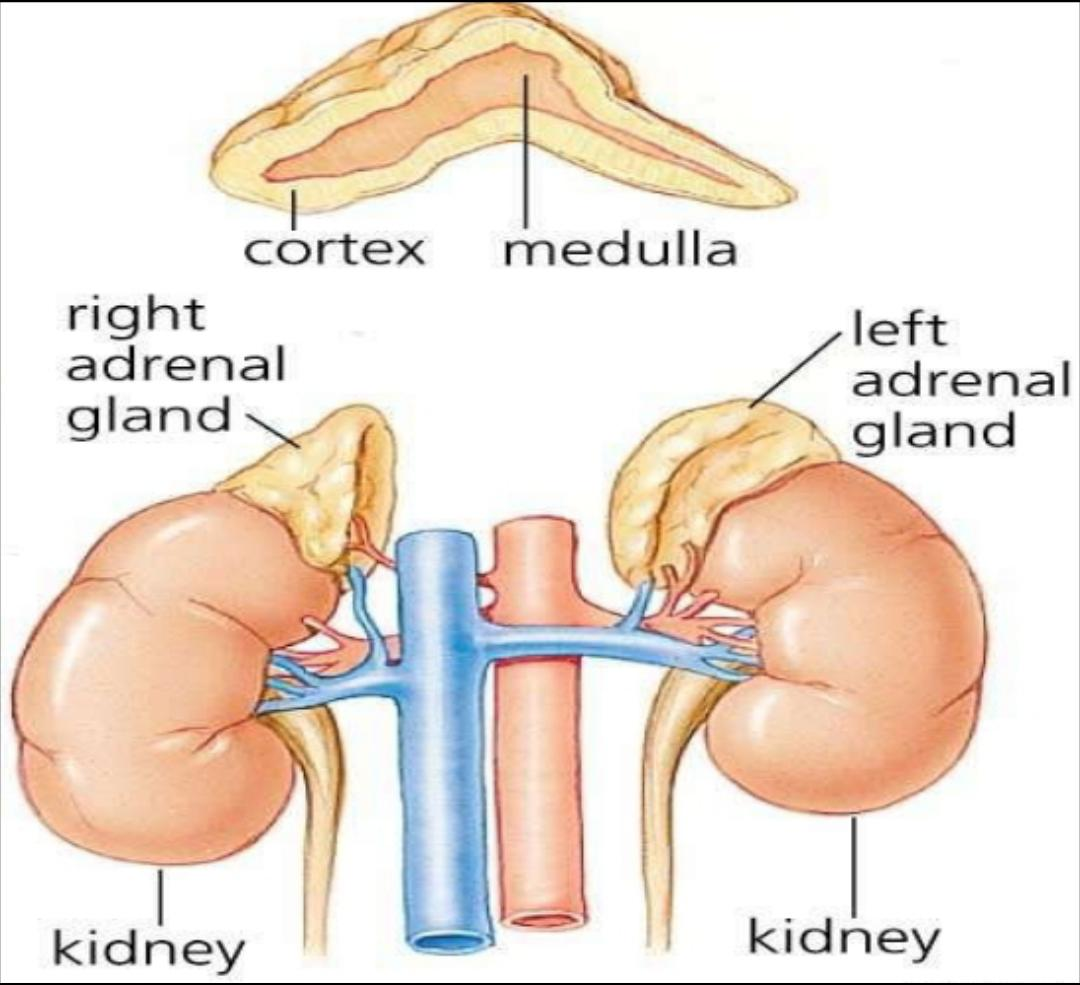 cortex
medulla
right
adrenal
gland
left
adrenal
gland
kidney
kidney